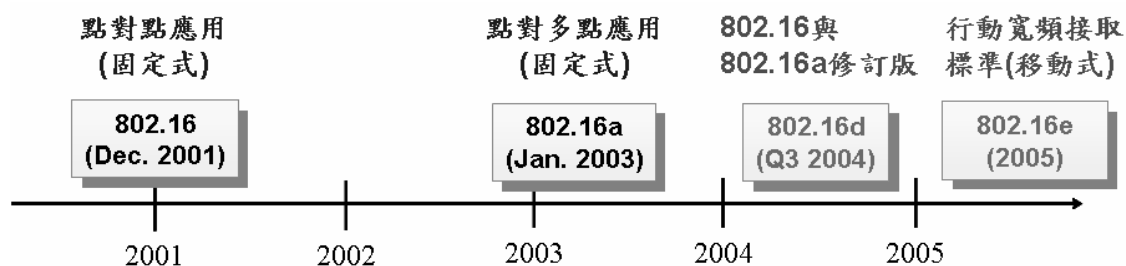 點對點應用
(固定式)
802.16
(Dec. 2001)
點對多點應用
(固定式)
802.16a
(Jan. 2003)
802.16與
802.16a修訂版
802.16d
(Q3 2004)
行動寬頻接取
標準(移動式)
802.16e
(2005)
2001
2002
2003
2004
2005